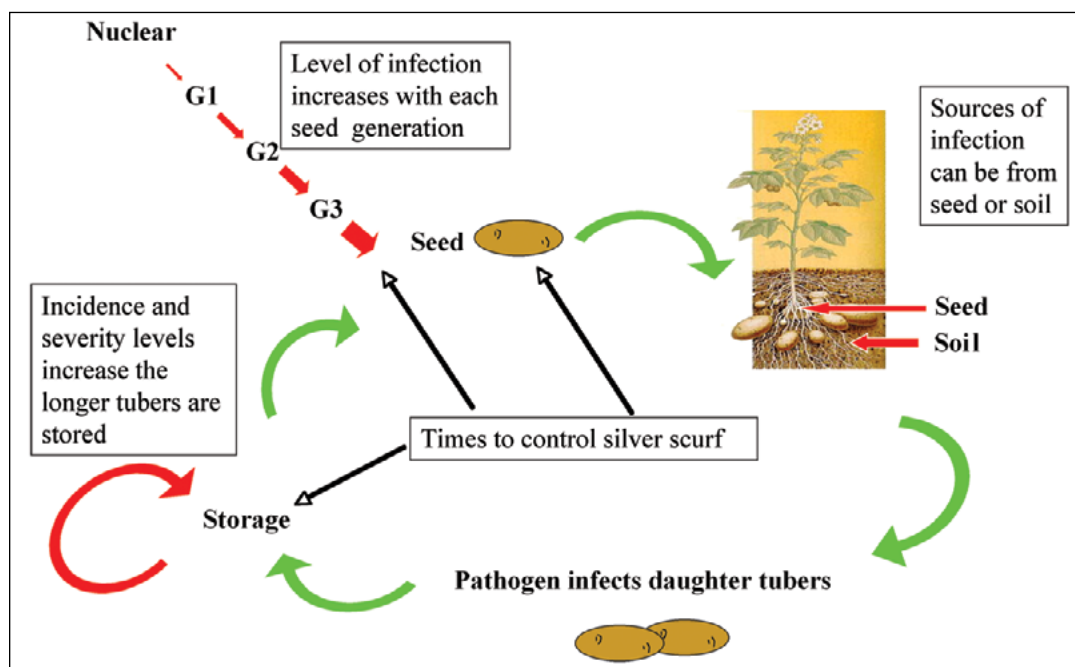 Nuclear
G1
G2
G3
Level of infection
increases with each
seed generation
Seed
Sources of
infection
can be from
seed or soil
Seed
Soil
Incidence and
severity levels
increase the
longer tubers are
stored
Times to control silver scurf
Storage
Pathogen infects daughter tubers